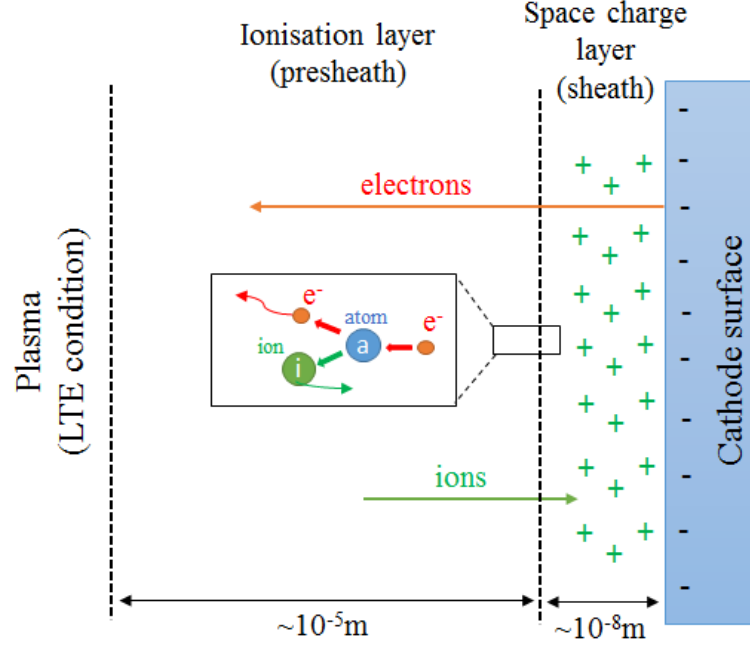 Ionisation layer
(presheath)
Space charge
layer
(sheath)
electrons
Plasma
(LTE condition)
e-
atom
e-
ion
a
i
ions
Cathode surface
~10-5m
~10-8m